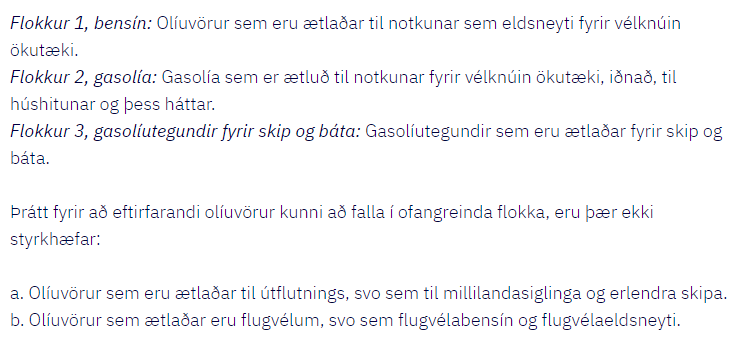 Flokkur 1, bensín: Olíuvörur sem eru ætlaðar til notkunar sem eldsneyti fyrir vélknúin
ökutæki.
Flokkur 2, gasolía: Gasolía sem er ætluð til notkunar fyrir vélknúin ökutæki, iðnað, til
húshitunar og þess háttar.
Flokkur 3, gasolíutegundir fyrir skip og báta: Gasolíutegundir sem eru ætlaðar fyrir skip og
báta.
Þrátt fyrir að eftirfarandi olíuvörur kunni að falla í ofangreinda flokka, eru þær ekki
styrkhæfar:
a. Olíuvörur sem eru ætlaðar til útflutnings, svo sem til millilandasiglinga og erlendra skipa.
b. Olíuvörur sem ætlaðar eru flugvélum, svo sem flugvélabensín og flugvélaeldsneyti.